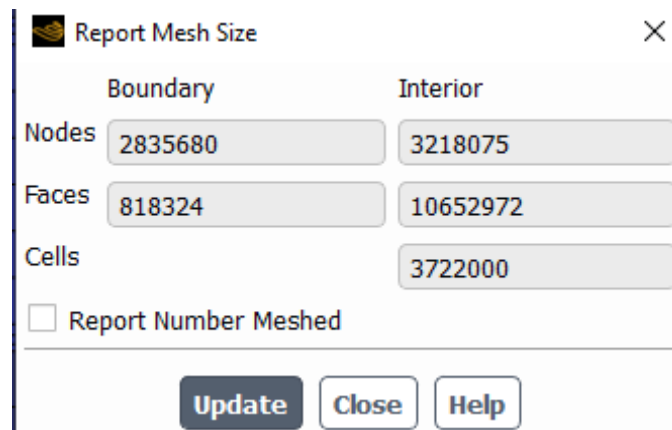 Report Mesh Size
Boundary Interior
Nodes 2835680 3218075
Faces 818324 10652972
Cells 3722000
Report Number Meshed
Update Close Help